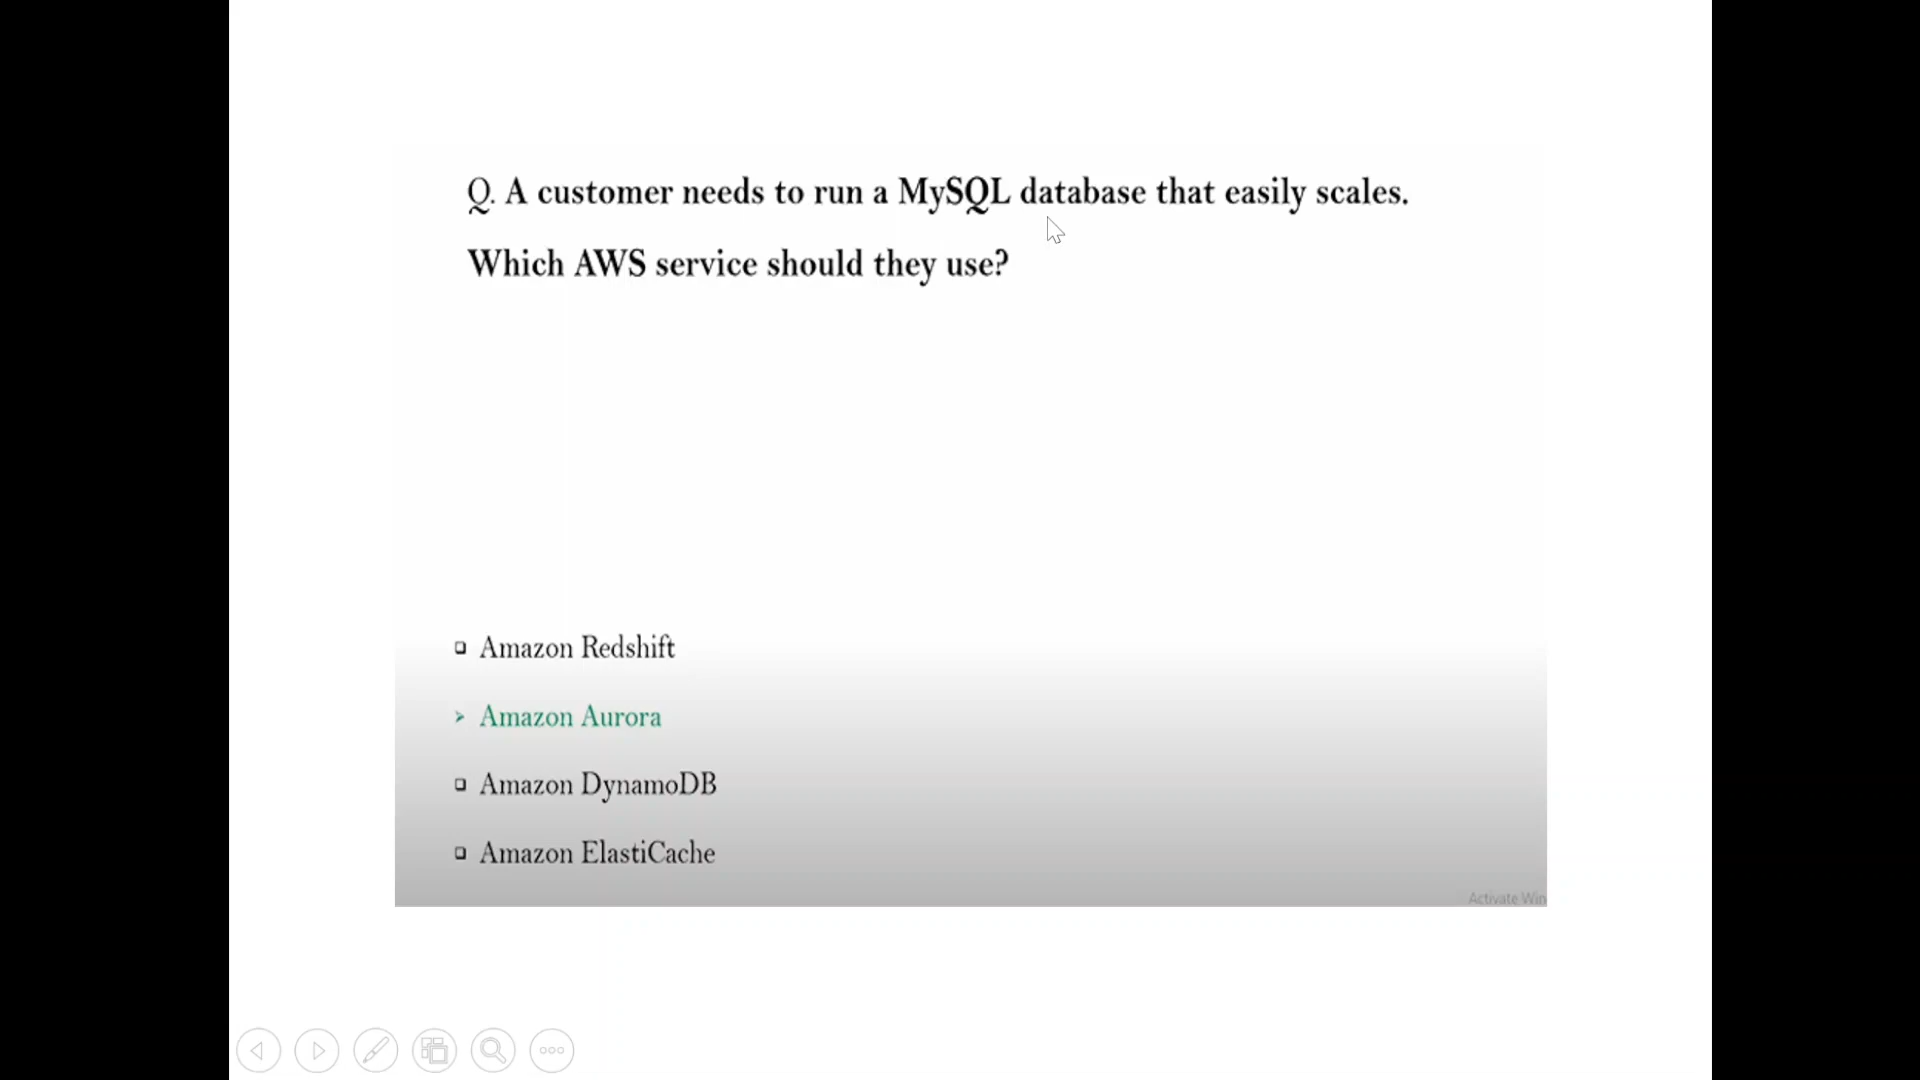 Q. A customer needs to run a MySQL database that easily scales.
Which AWS service should they use?
Amazon Redshift
Amazon Aurora
Amazon DynamoDB
Amazon ElastiCache
Activate Win